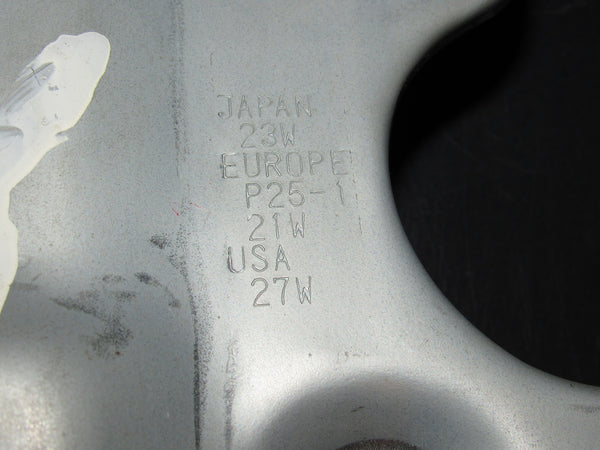 JAPAN
23W
EUROPE
P25-1
21W
USA
27W